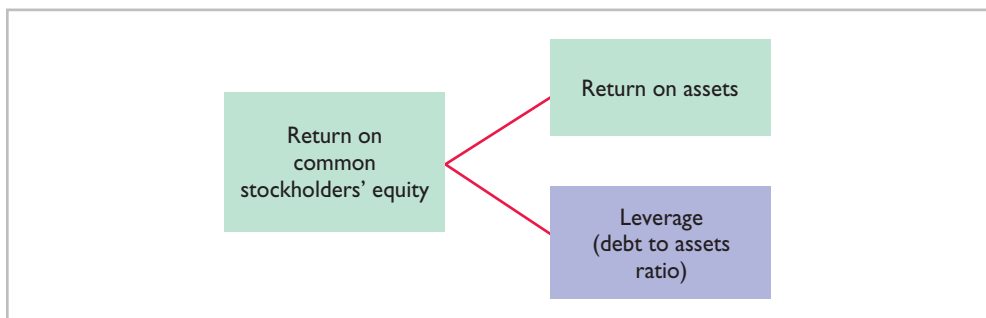 Return on
common
stockholders’ equity
Return on assets
Leverage
(debt to assets
ratio)